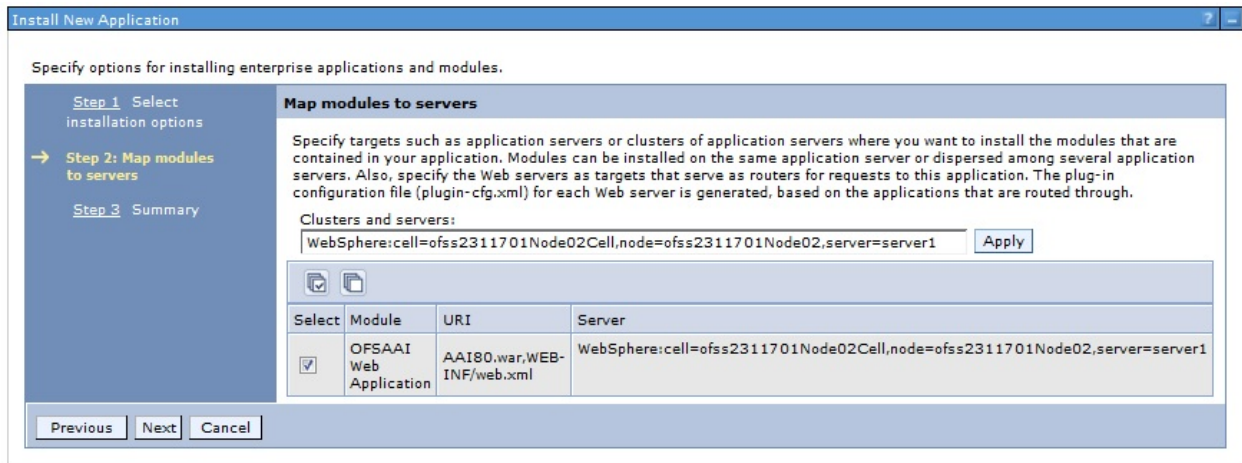 Install New Application
? –
Specify options for installing enterprise applications and modules.
Step 1 Select
installation options
→ Step 2: Map modules
to servers
Step 3 Summary
Map modules to servers
Specify targets such as application servers or clusters of application servers where you want to install the modules that are
contained in your application. Modules can be installed on the same application server or dispersed among several application
servers. Also, specify the Web servers as targets that serve as routers for requests to this application. The plug-in
configuration file (plugin-cfg.xml) for each Web server is generated, based on the applications that are routed through.
Clusters and servers:
WebSphere:cell=ofss2311701Node02Cell,node=ofss2311701Node02,server=server1
Apply
Select Module URI Server
OFSAAI
Web
Application
AAI80.war,WEB-
INF/web.xml
WebSphere:cell=ofss2311701Node02Cell,node=ofss2311701Node02,server=server1
Previous Next Cancel